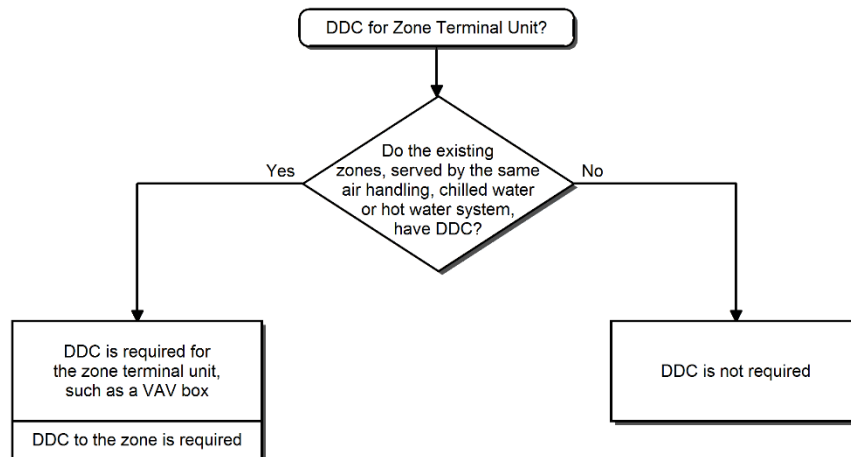 DDC for Zone Terminal Unit?
Do the existing
zones, served by the same
air handling, chilled water
or hot water system,
have DDC?
Yes
No
DDC is required for
the zone terminal unit,
such as a VAV box
DDC to the zone is required
DDC is not required